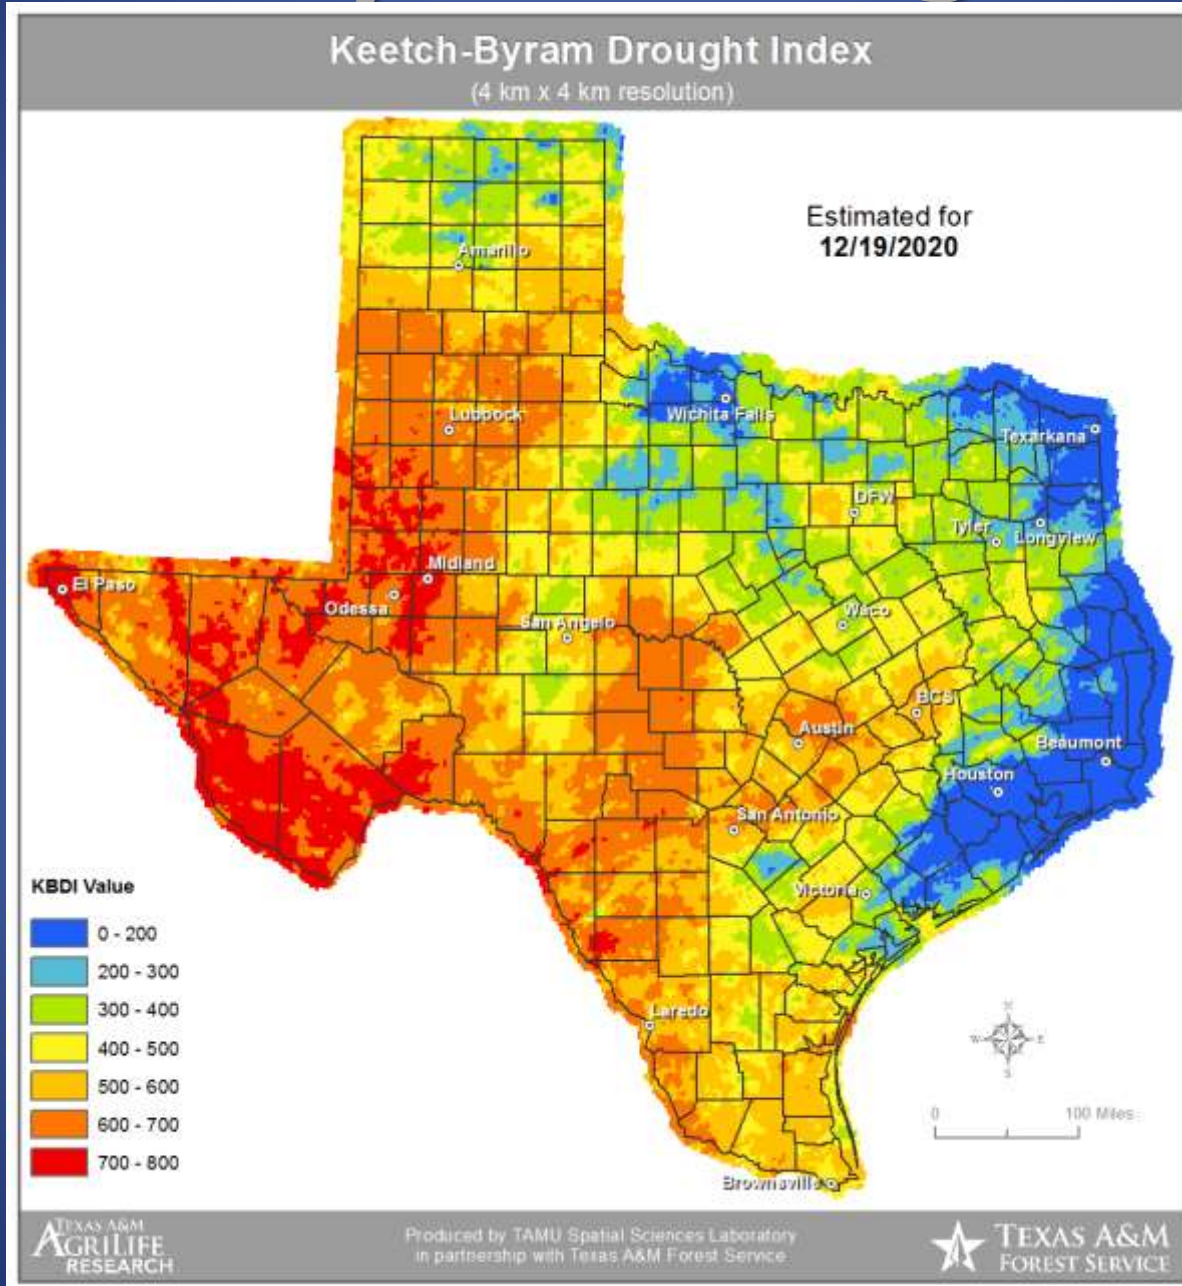 Keetch-Byram Drought Index
(4 km x 4 km resolution)
Estimated for
12/19/2020
Amarillo
Lubbock
Wichita Falls
Texarkana
DFW
Tyler
Longview
Midland
El Paso
Odessa
San Angelo
Waco
BCS
Austin
Beaumont
Houston
San Antonio
Victoria
Laredo
Brownsville
KBDI Value
0 - 200
200 - 300
300 - 400
400 - 500
500 - 600
600 - 700
700 - 800
N
W E
S
0 100 Miles
TEXAS A&M
AGRILIFE
RESEARCH
Produced by TAMU Spatial Sciences Laboratory
in partnership with Texas A&M Forest Service
TEXAS A&M
FOREST SERVICE